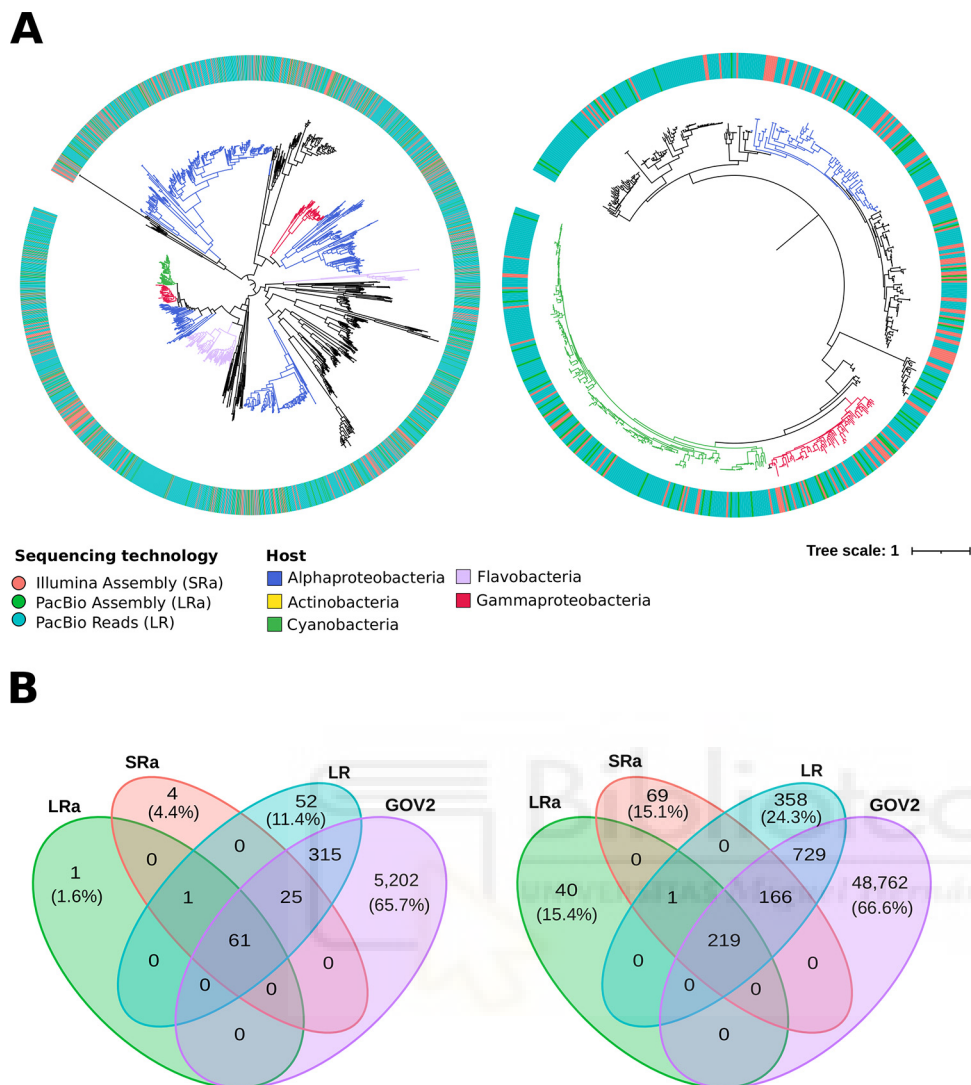 A
Sequencing technology
Illumina Assembly (SRa)
PacBio Assembly (LRa)
PacBio Reads (LR)
Host
Alphaproteobacteria
Actinobacteria
Cyanobacteria
Flavobacteria
Gammaproteobacteria
Tree scale: 1
B
SRa
LR
LRa
GOV2
4
(4.4%)
52
(11.4%)
0
0
315
1
(1.6%)
1
25
5,202
(65.7%)
61
0
0
0
0
0
SRa
LR
LRa
GOV2
69
(15.1%)
358
(24.3%)
0
0
729
40
(15.4%)
1
166
48,762
(66.6%)
219
0
0
0
0
0
Bibliotec
UNIVERSITAS Miguel